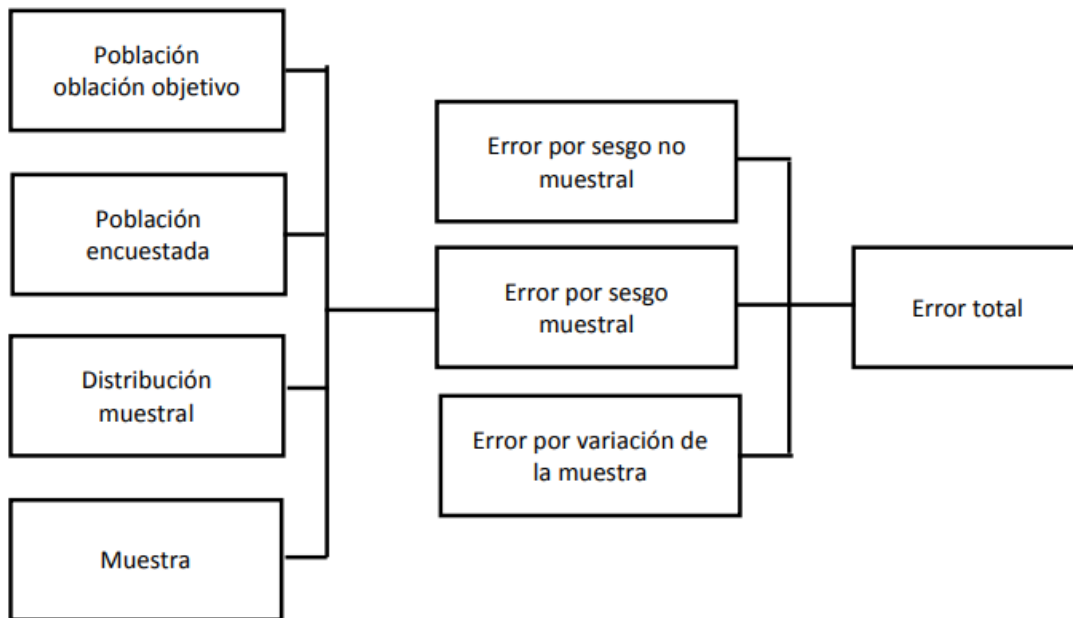 Población
oblación objetivo
Población
encuestada
Distribución
muestral
Muestra
Error por sesgo no
muestral
Error por sesgo
muestral
Error por variación de
la muestra
Error total